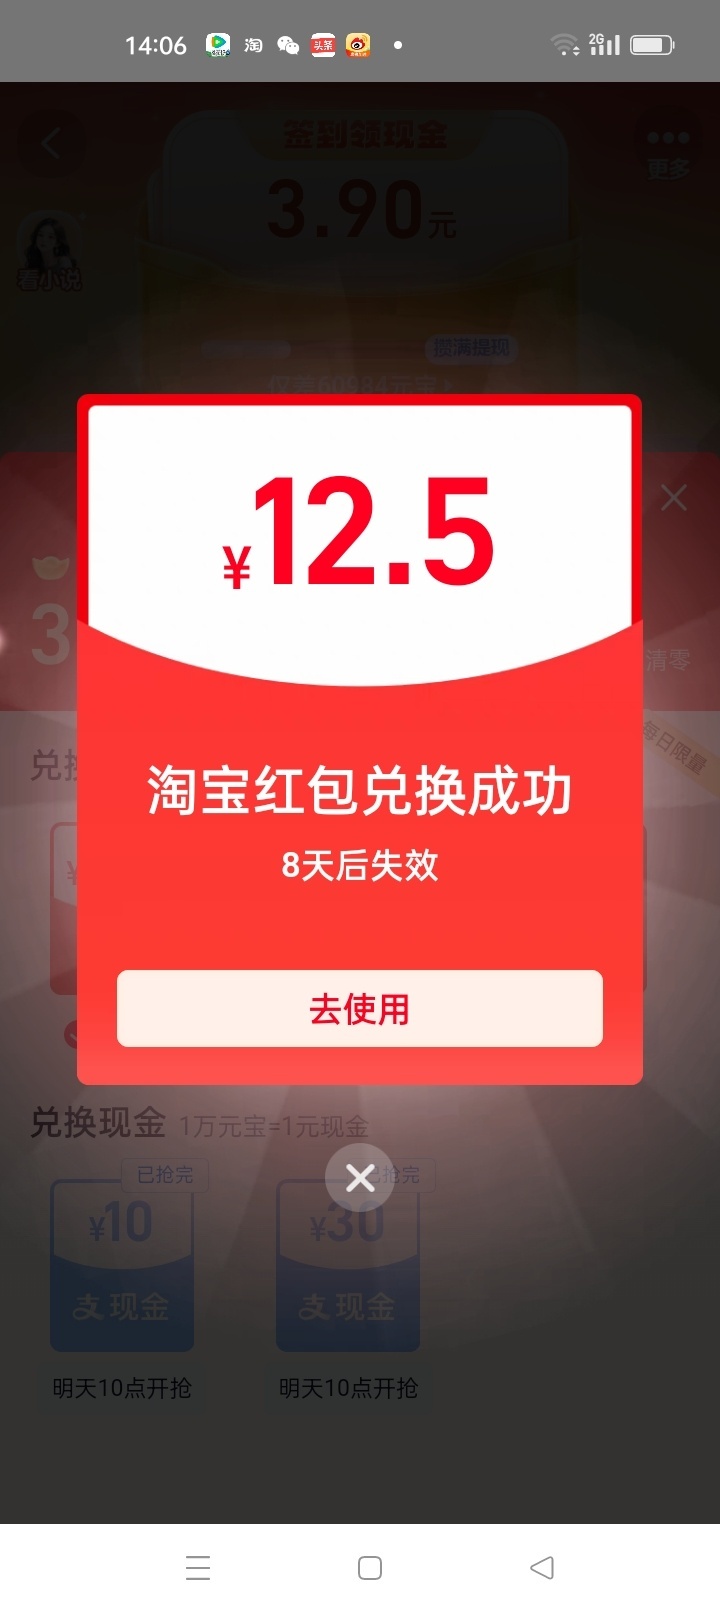 14:06
淘
头条
2G
签到领现金
3.90元
更多
看小说
攒满提现
仅差60984元宝
¥12.5
3
清零
每日限量
淘宝红包兑换成功
兑换
8天后失效
去使用
兑换现金 1万元宝=1元现金
已抢完
已抢完
¥10
¥30
支现金
支现金
明天10点开抢
明天10点开抢